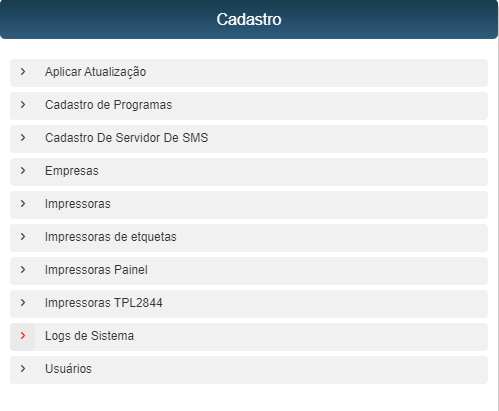 Cadastro
Aplicar Atualização
Cadastro de Programas
Cadastro De Servidor De SMS
Empresas
Impressoras
Impressoras de etquetas
Impressoras Painel
Impressoras TPL2844
Logs de Sistema
Usuários